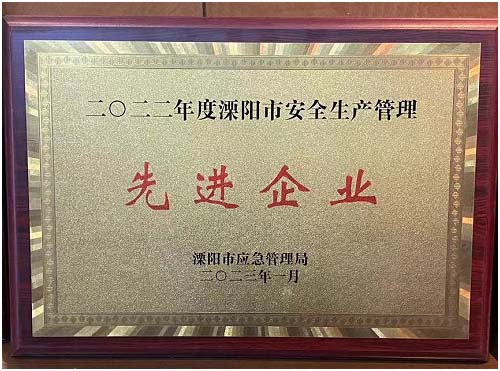 二〇二二年度溧阳市安全生产管理
先进企业
溧阳市应急管理局
二〇二三年一月